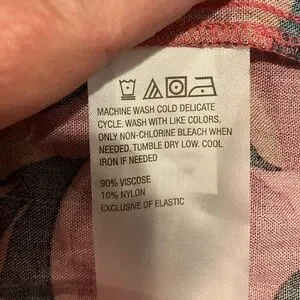 MACHINE WASH COLD DELICATE
CYCLE. WASH WITH LIKE COLORS.
ONLY NON-CHLORINE BLEACH WHEN
NEEDED. TUMBLE DRY LOW. COOL
IRON IF NEEDED
90% VISCOSE
10% NYLON
EXCLUSIVE OF ELASTIC